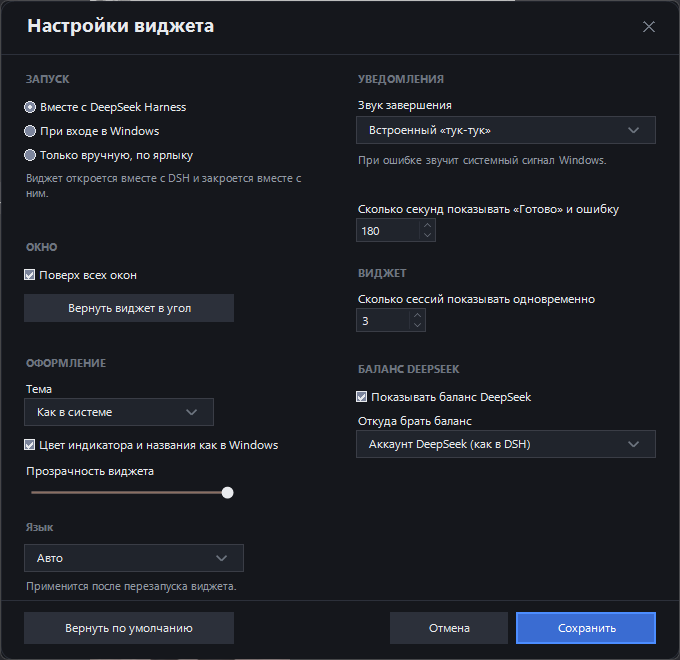 Настройки виджета
ЗАПУСК
Вместе с DeepSeek Harness
При входе в Windows
Только вручную, по ярлыку
Виджет откроется вместе с DSH и закроется вместе с
ним.
ОКНО
Поверх всех окон
Вернуть виджет в угол
ОФОРМЛЕНИЕ
Тема
Как в системе
Цвет индикатора и названия как в Windows
Прозрачность виджета
Язык
Авто
Применится после перезапуска виджета.
УВЕДОМЛЕНИЯ
Звук завершения
Встроенный «тук-тук»
При ошибке звучит системный сигнал Windows.
Сколько секунд показывать «Готово» и ошибку
180
ВИДЖЕТ
Сколько сессий показывать одновременно
3
БАЛАНС DEEPSEEK
Показывать баланс DeepSeek
Откуда брать баланс
Аккаунт DeepSeek (как в DSH)
Вернуть по умолчанию
Отмена
Сохранить